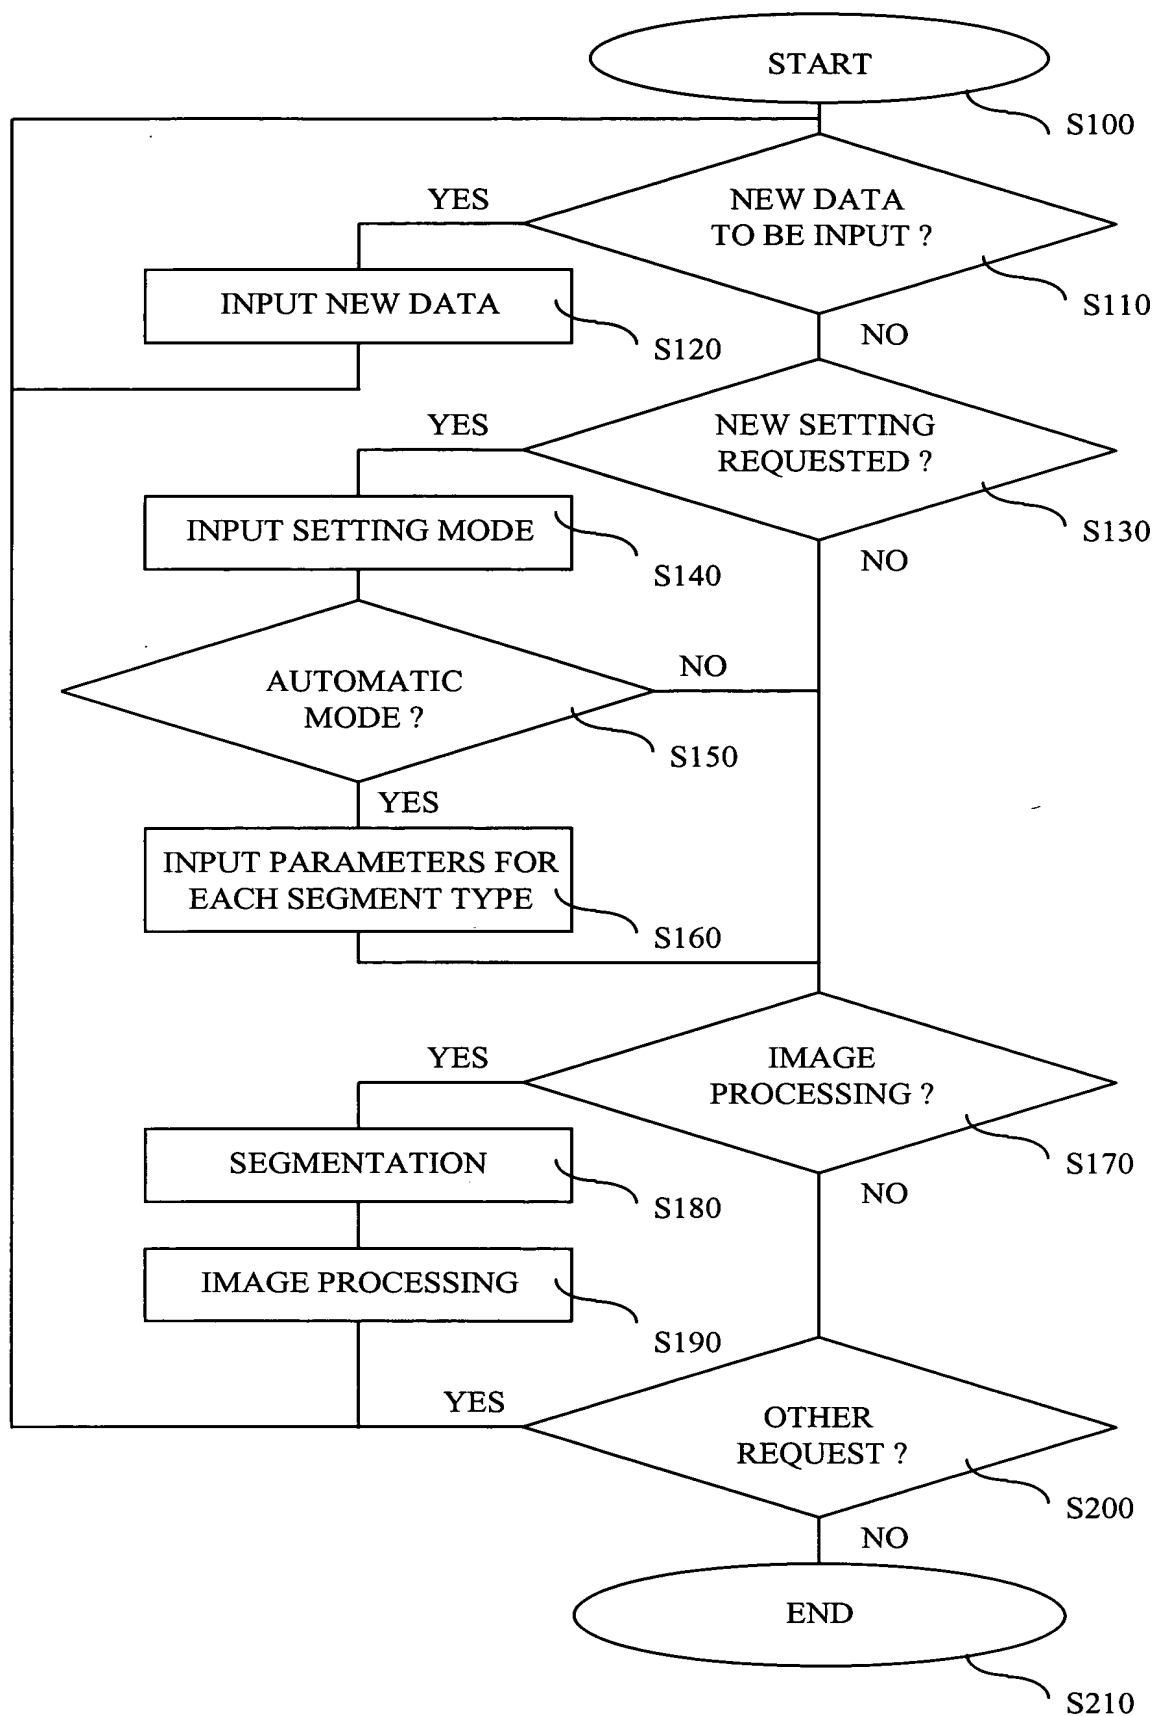 START
S100
YES
NEW DATA
TO BE INPUT ?
S110
INPUT NEW DATA
S120
NO
YES
NEW SETTING
REQUESTED ?
S130
INPUT SETTING MODE
S140
NO
AUTOMATIC
MODE ?
NO
S150
YES
INPUT PARAMETERS FOR
EACH SEGMENT TYPE
S160
YES
IMAGE
PROCESSING ?
S170
SEGMENTATION
S180
NO
IMAGE PROCESSING
S190
YES
OTHER
REQUEST ?
S200
NO
END
S210